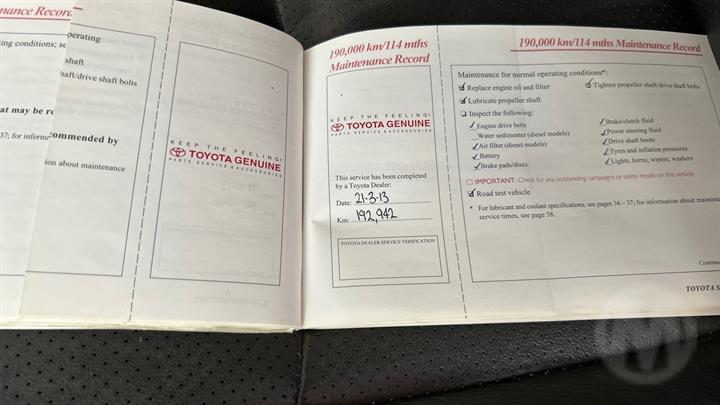 nance Record
ing conditions; se
at may be re
37; for informa
perating
shaft
haft/drive shaft bolts
ommended by
ion about maintenance
KEEP THE FEELING!
TOYOTA GENUINE
PARTS SERVICE & ACCESSORIES
190,000 km/114 mths
Maintenance Record
KEEP THE FEELING!
TOYOTA GENUINE
PARTS SERVICE & ACCESSORIES
This service has been completed
by a Toyota Dealer:
Date: 21-3-13
Km: 192,942
TOYOTA DEALER SERVICE VERIFICATION
190,000 km/114 mths Maintenance Record
Maintenance for normal operating conditions*:
Replace engine oil and filter
Tighten propeller shaft/drive shaft bolts
Lubricate propeller shaft
Inspect the following:
Engine drive belts
Water sedimenter (diesel models)
Air filter (diesel models)
Battery
Brake pads/discs
Brake/clutch fluid
Power steering fluid
Drive shaft boots
Tyres and inflation pressures
Lights, horns, wipers, washers
IMPORTANT: Check for any outstanding campaigns or safety recalls on this vehicle.
Road test vehicle
* For lubricant and coolant specifications, see pages 34 – 37; for information about maintena
service times, see page 38.
Continue
TOYOTA S